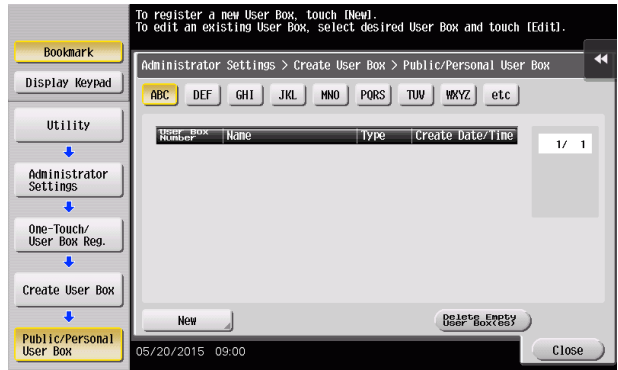 To register a new User Box, touch [New].
To edit an existing User Box, select desired User Box and touch [Edit].
Bookmark
Display Keypad
Utility
Administrator
Settings
One-Touch/
User Box Reg.
Create User Box
Public/Personal
User Box
Administrator Settings > Create User Box > Public/Personal User Box
ABC DEF GHI JKL MNO PQRS TUV WXYZ etc
User Box
Number Name Type Create Date/Time
1/ 1
New
Delete Empty
User Box(es)
05/20/2015 09:00
Close